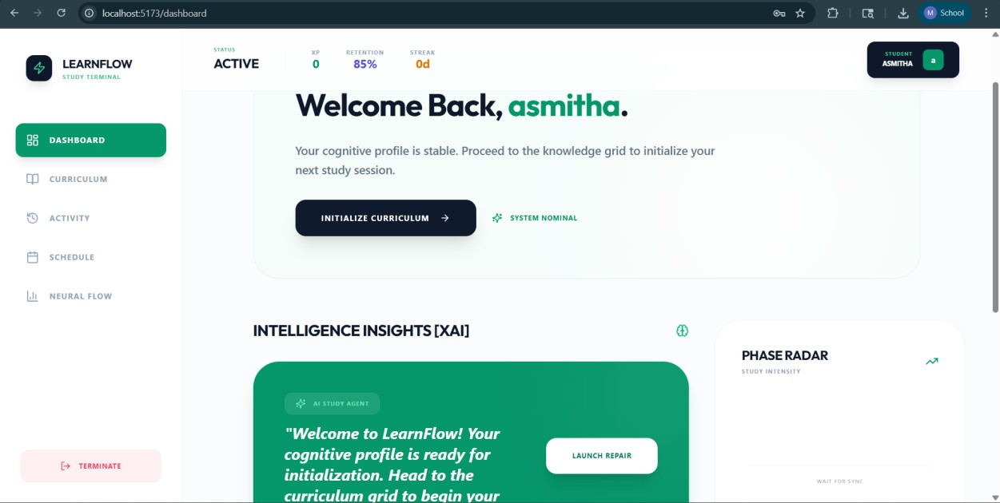 localhost:5173/dashboard
M School
LEARNFLOW
STUDY TERMINAL
STATUS
ACTIVE
XP
0
RETENTION
85%
STREAK
0d
STUDENT
ASMITHA
a
DASHBOARD
CURRICULUM
ACTIVITY
SCHEDULE
NEURAL FLOW
TERMINATE
Welcome Back, asmitha.
Your cognitive profile is stable. Proceed to the knowledge grid to initialize your
next study session.
INITIALIZE CURRICULUM
SYSTEM NOMINAL
INTELLIGENCE INSIGHTS [XAI]
AI STUDY AGENT
"Welcome to LearnFlow! Your
cognitive profile is ready for
initialization. Head to the
curriculum grid to begin your
LAUNCH REPAIR
PHASE RADAR
STUDY INTENSITY
WAIT FOR SYNC